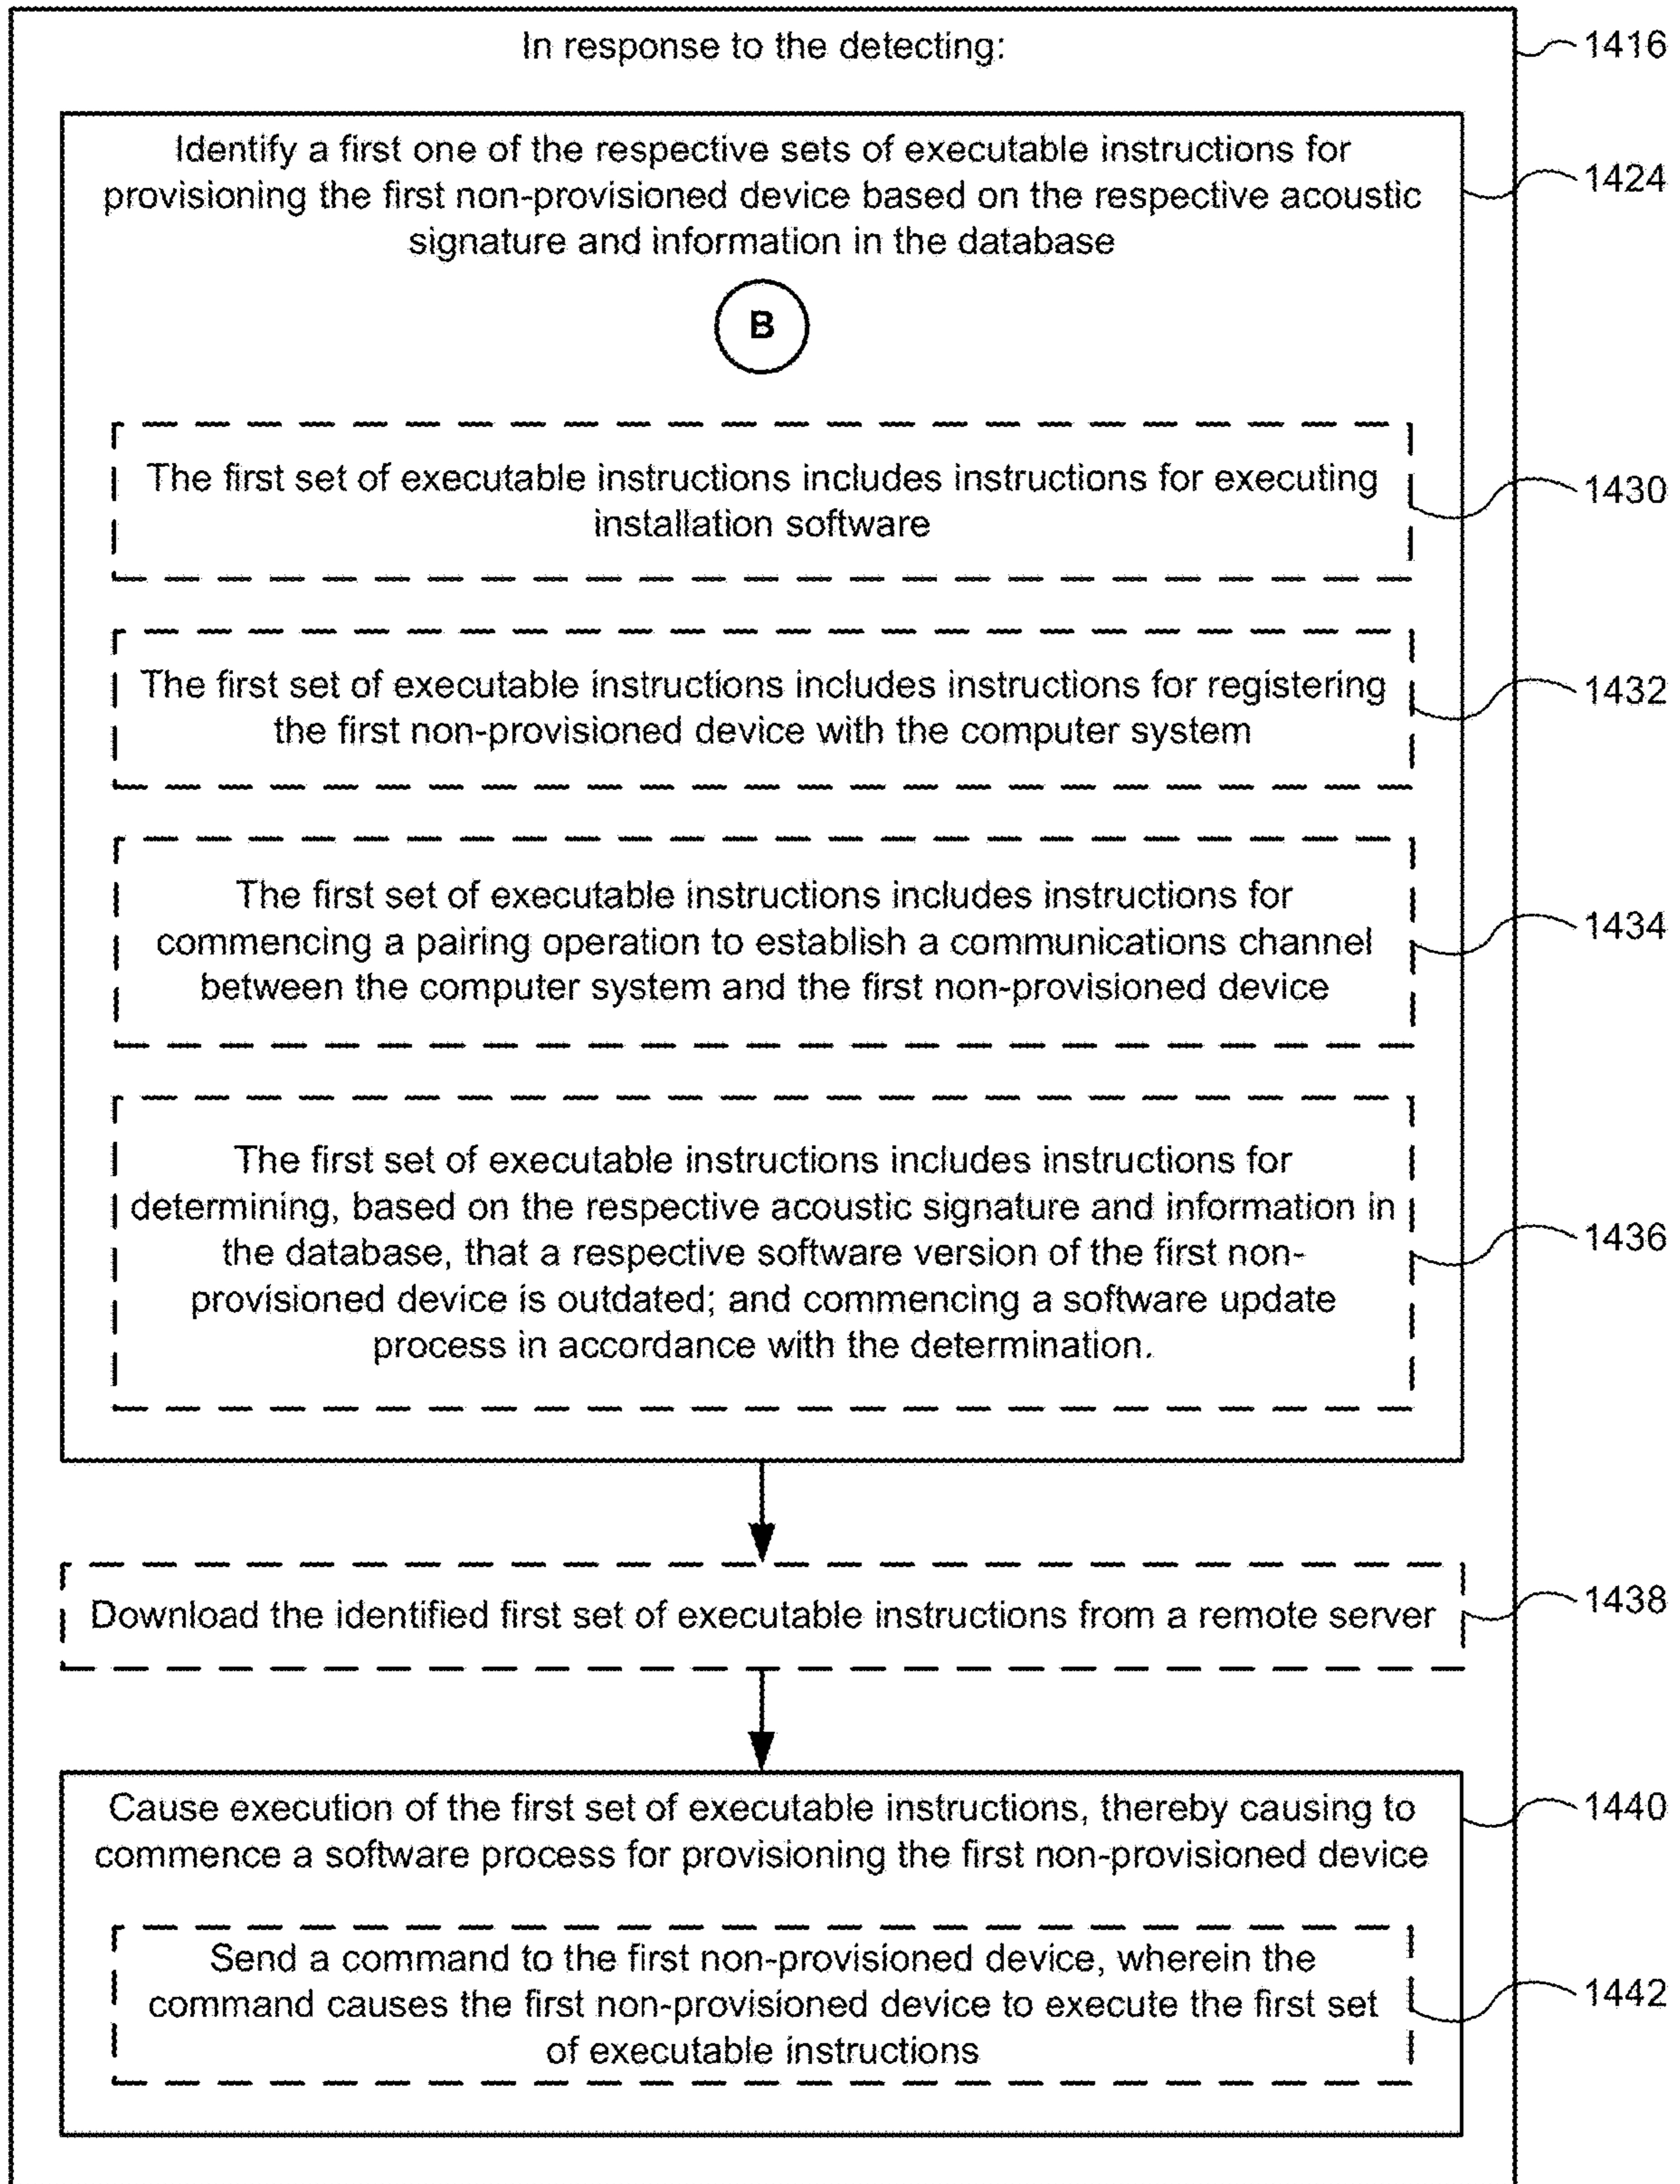 In response to the detecting:
1416
Identify a first one of the respective sets of executable instructions for
provisioning the first non-provisioned device based on the respective acoustic
signature and information in the database
1424
B
The first set of executable instructions includes instructions for executing
installation software
1430
The first set of executable instructions includes instructions for registering
the first non-provisioned device with the computer system
1432
The first set of executable instructions includes instructions for
commencing a pairing operation to establish a communications channel
between the computer system and the first non-provisioned device
1434
The first set of executable instructions includes instructions for
determining, based on the respective acoustic signature and information in
the database, that a respective software version of the first non-
provisioned device is outdated; and commencing a software update
process in accordance with the determination.
1436
Download the identified first set of executable instructions from a remote server
1438
Cause execution of the first set of executable instructions, thereby causing to
commence a software process for provisioning the first non-provisioned device
1440
Send a command to the first non-provisioned device, wherein the
command causes the first non-provisioned device to execute the first set
of executable instructions
1442